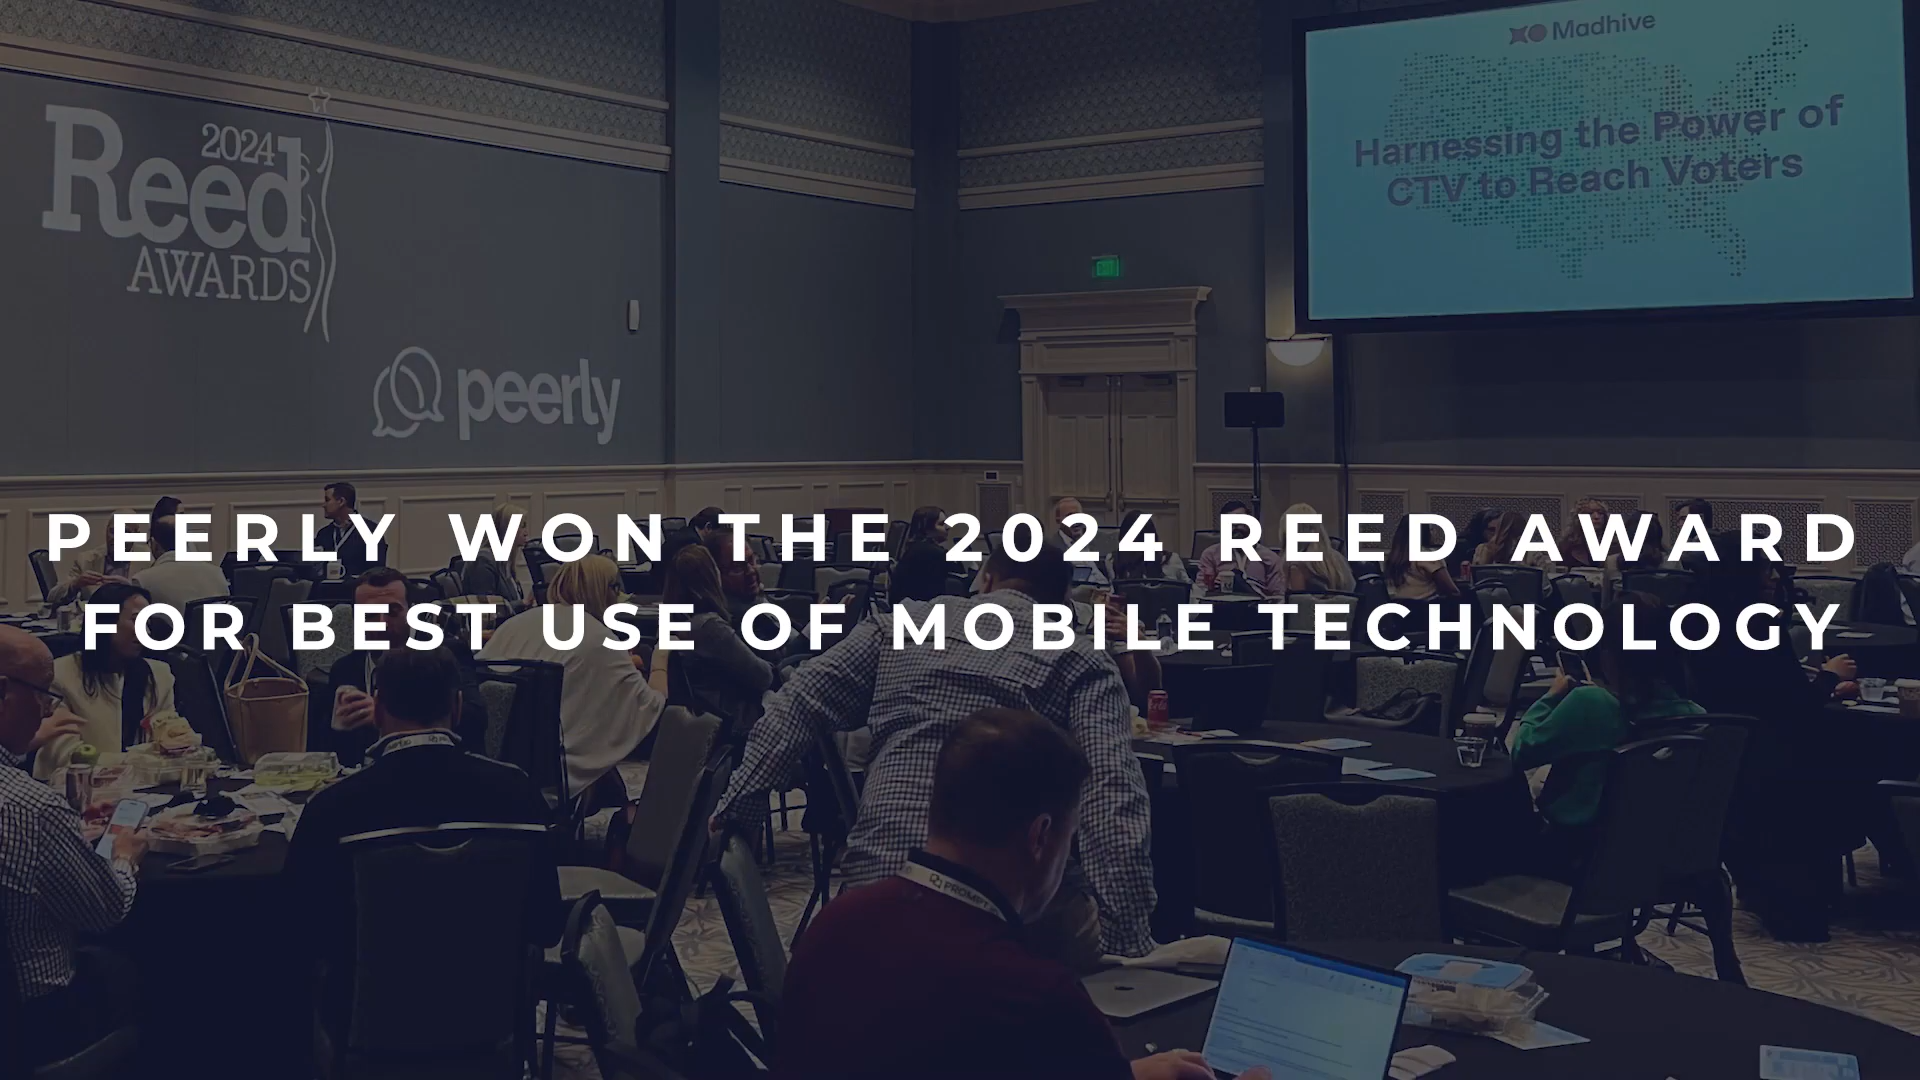 2024
Reed
AWARDS
peerly
Madhive
Harnessing the Power of
CTV to Reach Voters
PEERLY WON THE 2024 REED AWARD
FOR BEST USE OF MOBILE TECHNOLOGY
PROMPT